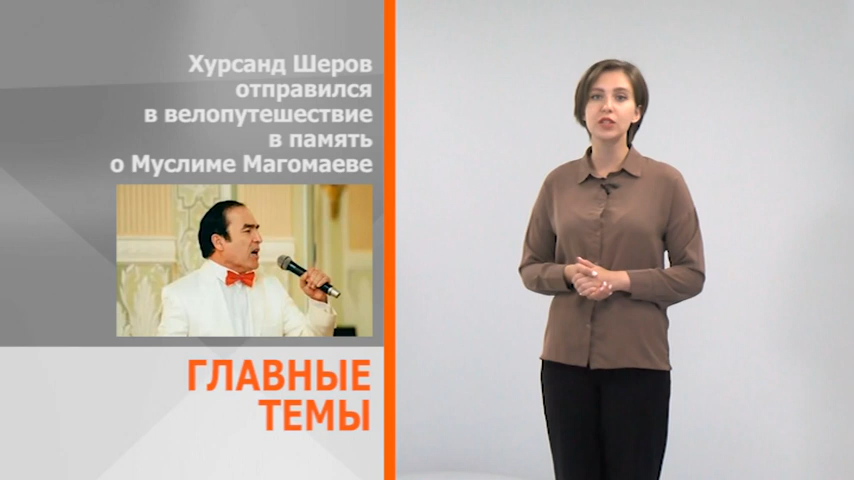 Хурсанд Шеров
отправился
в велопутешествие
в память
о Муслиме Магомаеве
ГЛАВНЫЕ
ТЕМЫ